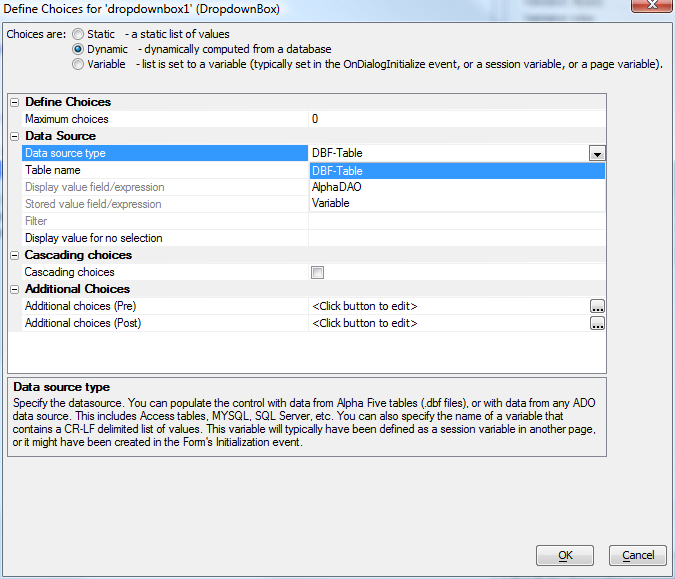 Define Choices for 'dropdownbox1' (DropdownBox)
Choices are: Static - a static list of values
Dynamic - dynamically computed from a database
Variable - list is set to a variable (typically set in the OnDialogInitialize event, or a session variable, or a page variable).
Define Choices
Maximum choices 0
Data Source
Data source type DBF-Table
Table name DBF-Table
Display value field/expression AlphaDAO
Stored value field/expression Variable
Filter
Display value for no selection
Cascading choices
Cascading choices
Additional Choices
Additional choices (Pre) <Click button to edit> ...
Additional choices (Post) <Click button to edit> ...
Data source type
Specify the datasource. You can populate the control with data from Alpha Five tables (.dbf files), or with data from any ADO
data source. This includes Access tables, MYSQL, SQL Server, etc. You can also specify the name of a variable that
contains a CR-LF delimited list of values. This variable will typically have been defined as a session variable in another page,
or it might have been created in the Form's Initialization event.
OK Cancel